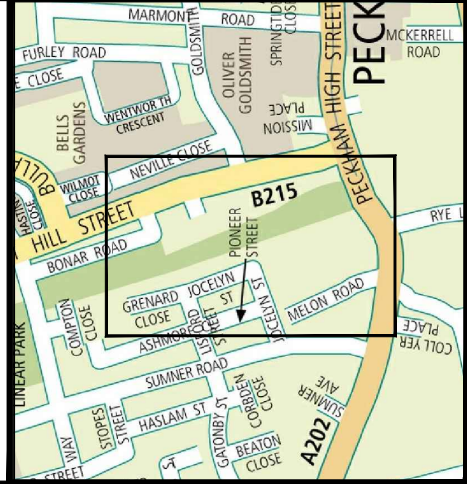 MARMONT ROAD
GOLDSMITH
OLIVER
GOLDSMITH
CLOSE
PECKHAM HIGH STREET
PECK
MCKERRELL
ROAD
FURLEY ROAD
E CLOSE
WENTWORTH
CRESCENT
BELLS
GARDENS
MISSION
PLACE
NEVILLE CLOSE
WILMOT
CLOSE
CLOSE
HILL STREET
B215
BONAR ROAD
PIONEER
STREET
RYE L
GRENARD
CLOSE
JOCELYN
ST
JOCELYN ST
MELON ROAD
COMPTON
CLOSE
STREET
COLLYER
PLACE
LINEAR PARK
SUMNER ROAD
SUMNER
AVE
STOPES
STREET
HASLAM ST
COBDEN
CLOSE
GATONBY ST
BEATON
CLOSE
A202
WAY
STREET